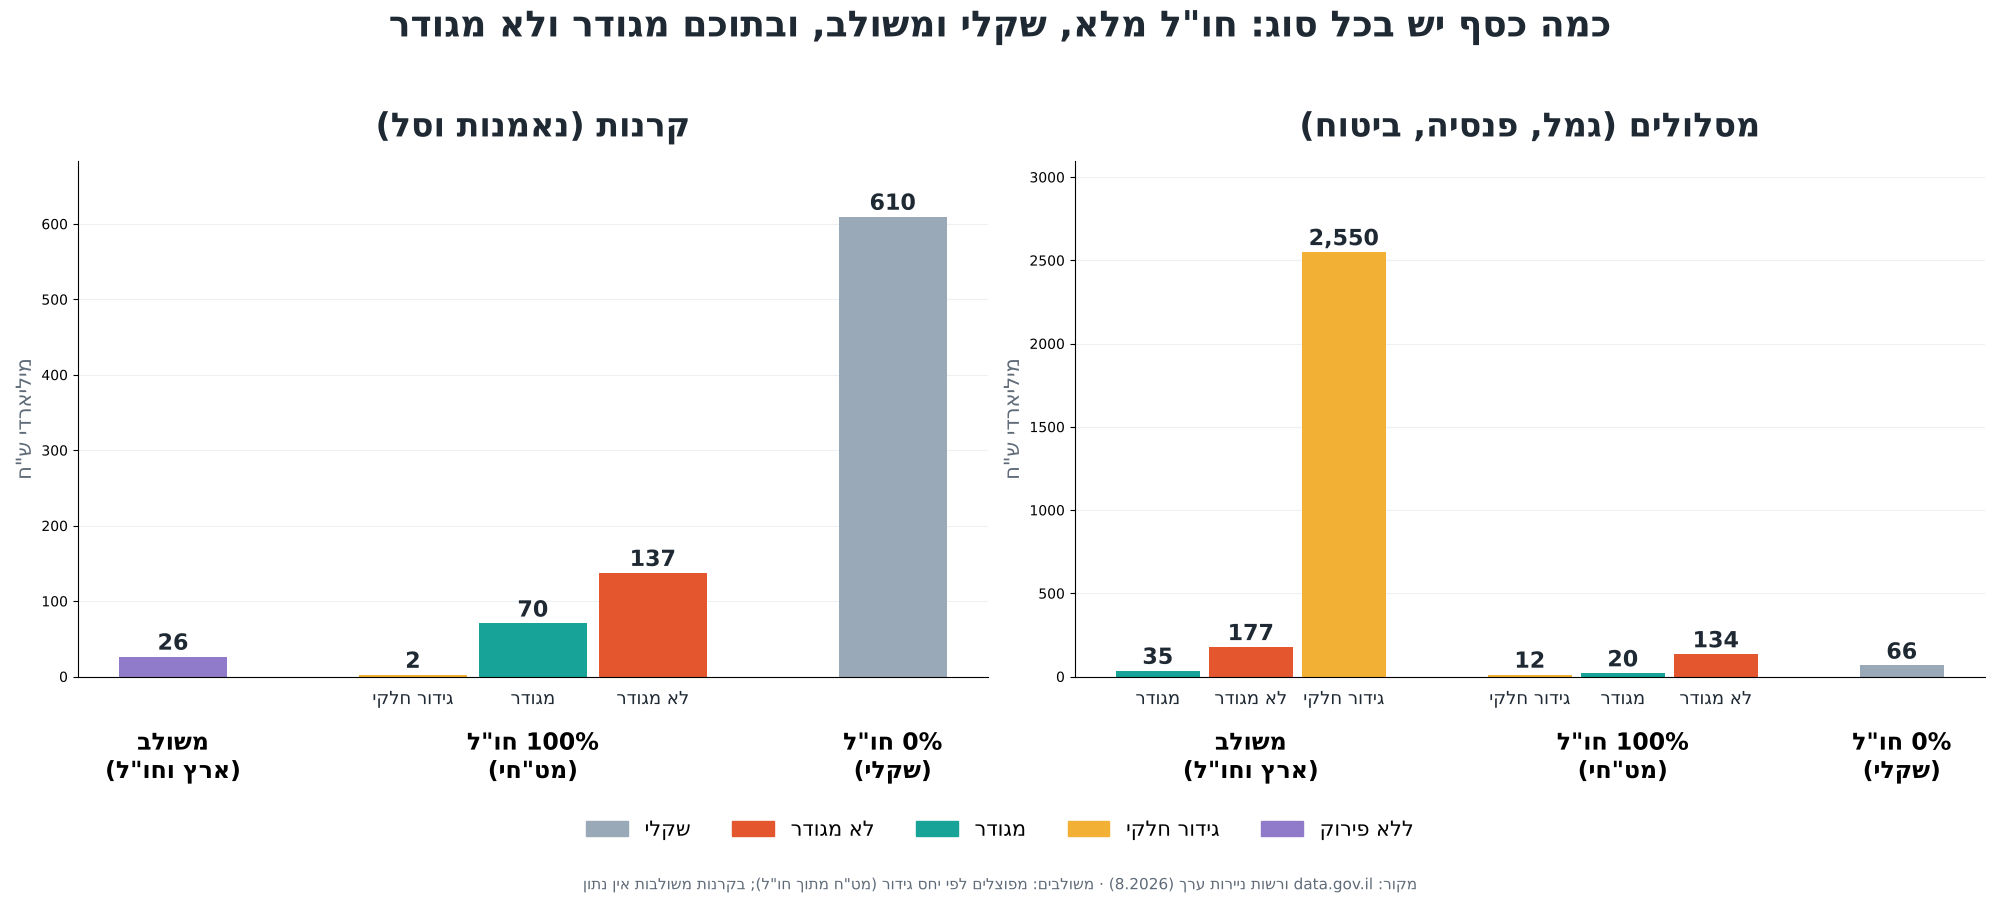 כמה כסף יש בכל סוג: חו"ל מלא, שקלי ומשולב, ובתוכם מגודר ולא מגודר
מסלולים (גמל, פנסיה, ביטוח)
מיליארדי ש"ח
3000
2500
2000
1500
1000
500
0
35
177
2,550
12
20
134
66
מגודר
לא מגודר
גידור חלקי
גידור חלקי
מגודר
לא מגודר
משולב
(ארץ וחו"ל)
100% חו"ל
(מט"חי)
0% חו"ל
(שקלי)
קרנות (נאמנות וסל)
מיליארדי ש"ח
600
500
400
300
200
100
0
26
2
70
137
610
גידור חלקי
מגודר
לא מגודר
משולב
(ארץ וחו"ל)
100% חו"ל
(מט"חי)
0% חו"ל
(שקלי)
שקלי
לא מגודר
מגודר
גידור חלקי
ללא פירוק
מקור: data.gov.il ורשות ניירות ערך (8.2026) · משולבים: מפוצלים לפי יחס גידור (מט"ח מתוך חו"ל); בקרנות משולבות אין נתון